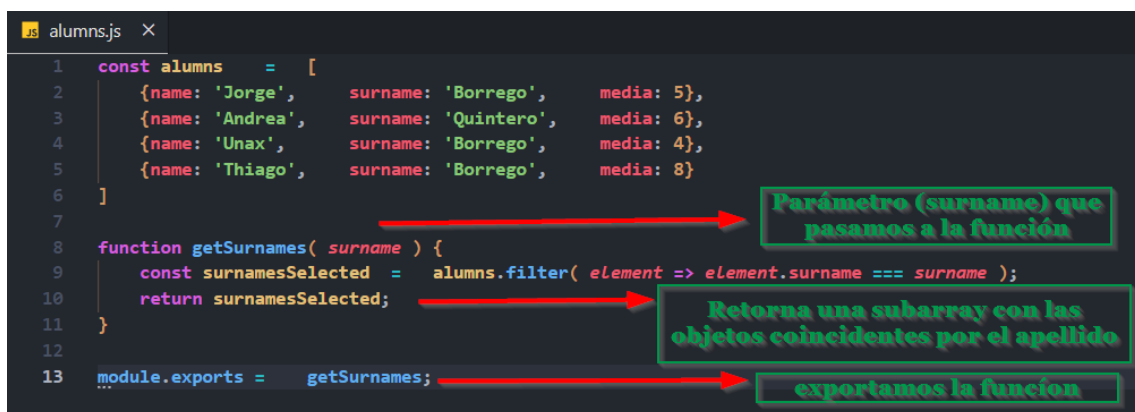 JS alumns.js ×
1 const alumns = [
2 {name: 'Jorge', surname: 'Borrego', media: 5},
3 {name: 'Andrea', surname: 'Quintero', media: 6},
4 {name: 'Unax', surname: 'Borrego', media: 4},
5 {name: 'Thiago', surname: 'Borrego', media: 8}
6 ]
Parámetro (surname) que
pasamos a la función
7
8 function getSurnames( surname ) {
9 const surnamesSelected = alumns.filter( element => element.surname === surname );
10 return surnamesSelected;
Retorna una subarray con las
objetos coincidentes por el apellido
11 }
12
13 module.exports = getSurnames;
exportamos la funcíon